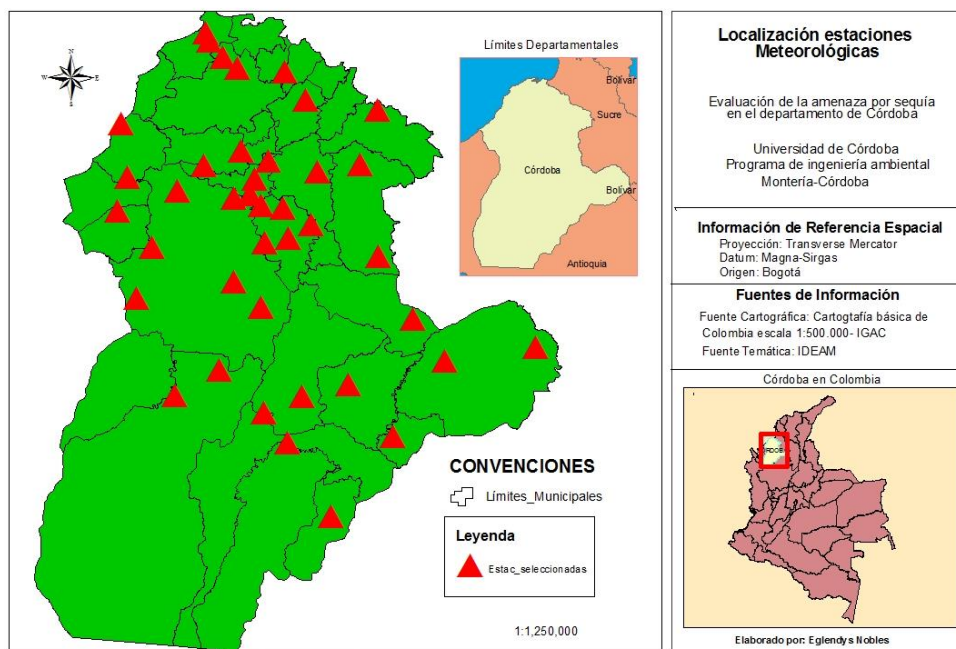 N
W
E
S
Límites Departamentales
Bolívar
Sucre
Córdoba
Bolívar
Antioquia
CONVENCIONES
Límites_Municipales
Leyenda
Estac_seleccionadas
1:1,250,000
Localización estaciones
Meteorológicas
Evaluación de la amenaza por sequía
en el departamento de Córdoba
Universidad de Córdoba
Programa de ingeniería ambiental
Montería-Córdoba
Información de Referencia Espacial
Proyección: Transverse Mercator
Datum: Magna-Sirgas
Origen: Bogotá
Fuentes de Información
Fuente Cartográfica: Cartogtafía básica de
Colombia escala 1:500.000- IGAC
Fuente Temática: IDEAM
Córdoba en Colombia
Elaborado por: Eglendys Nobles